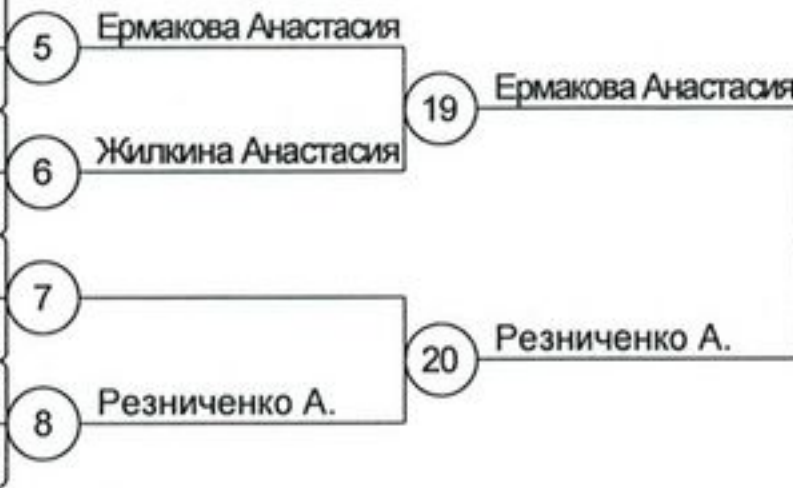 5 Ермакова Анастасия
19 Ермакова Анастасия
6 Жилкина Анастасия
7
20 Резниченко А.
8 Резниченко А.